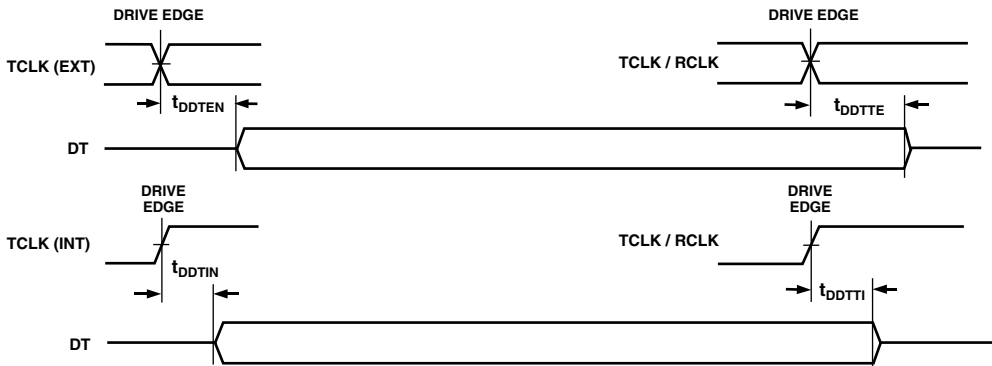 DRIVE EDGE
DRIVE EDGE
TCLK (EXT)
TCLK / RCLK
tDDTEN
tDDTTE
DT
DRIVE
EDGE
DRIVE
EDGE
TCLK (INT)
TCLK / RCLK
tDDTIN
tDDTTI
DT